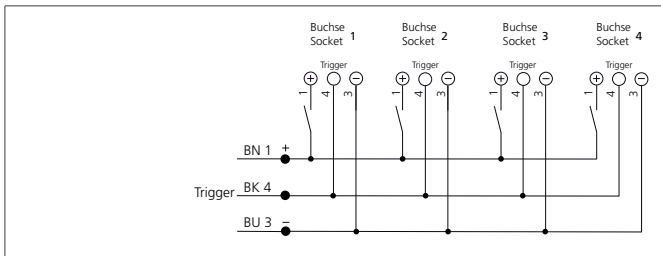 Buchse Buchse Buchse Buchse
Socket 1 Socket 2 Socket 3 Socket 4
Trigger Trigger Trigger Trigger
+ − + − + − + −
1 4 3 1 4 3 1 4 3 1 4 3
BN 1 +
Trigger BK 4
BU 3 −